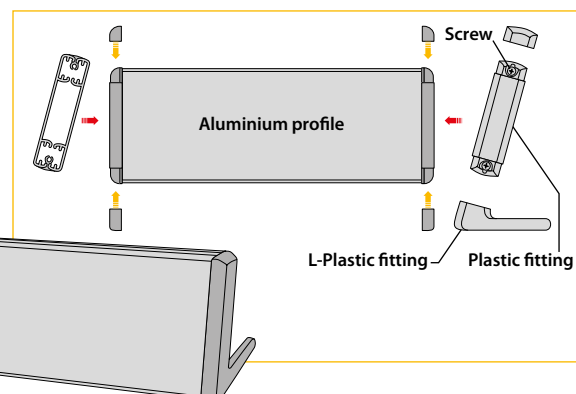 Screw
Aluminium profile
L-Plastic fitting
Plastic fitting